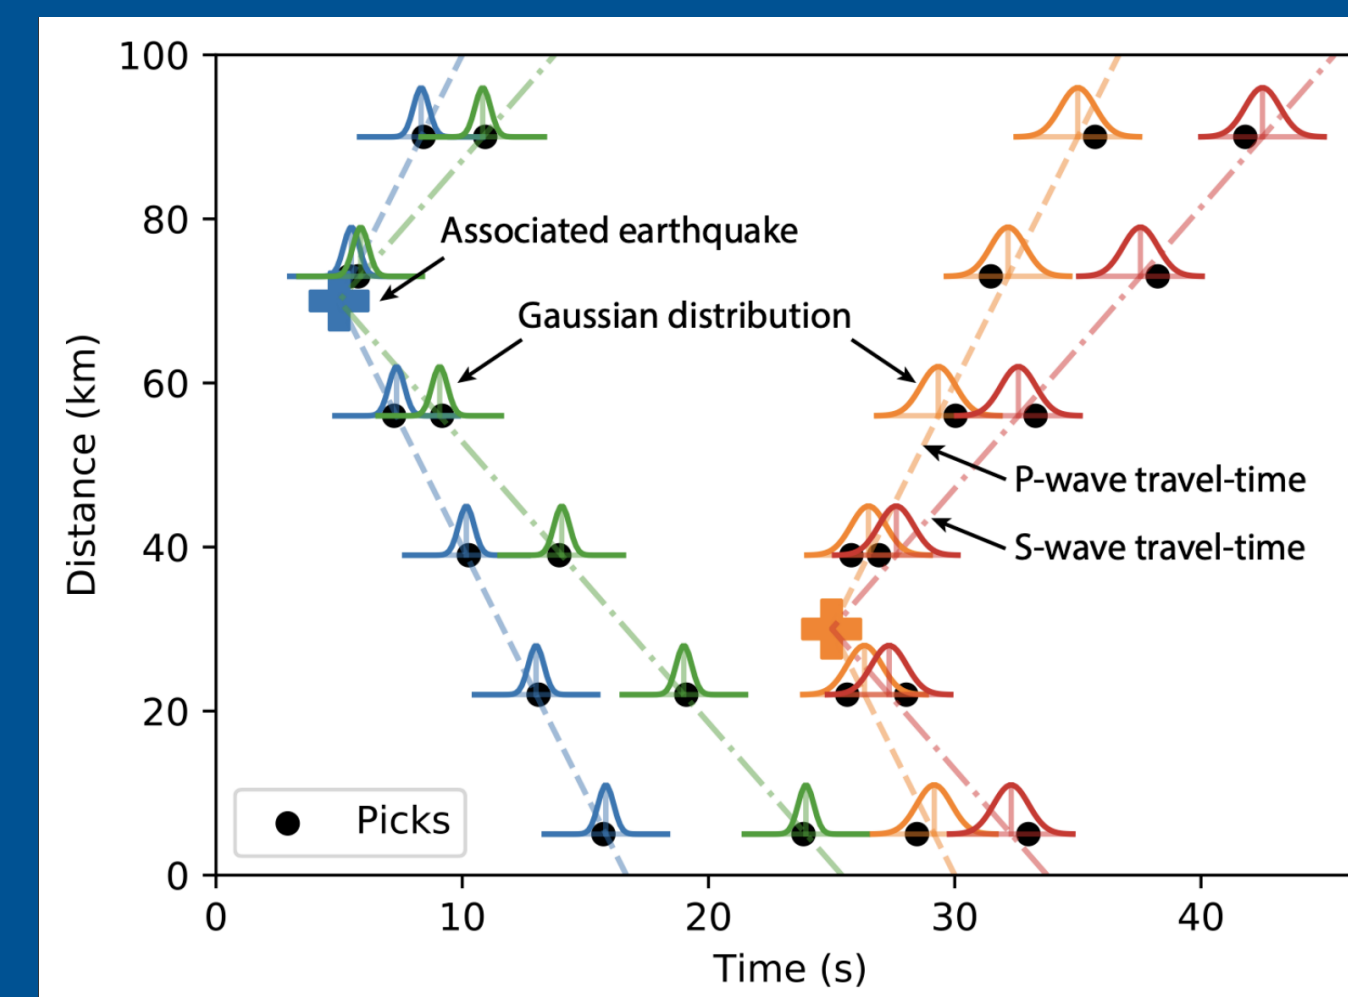 100
80
60
40
20
0
Distance (km)
Associated earthquake
Gaussian distribution
P-wave travel-time
S-wave travel-time
Picks
0 10 20 30 40
Time (s)